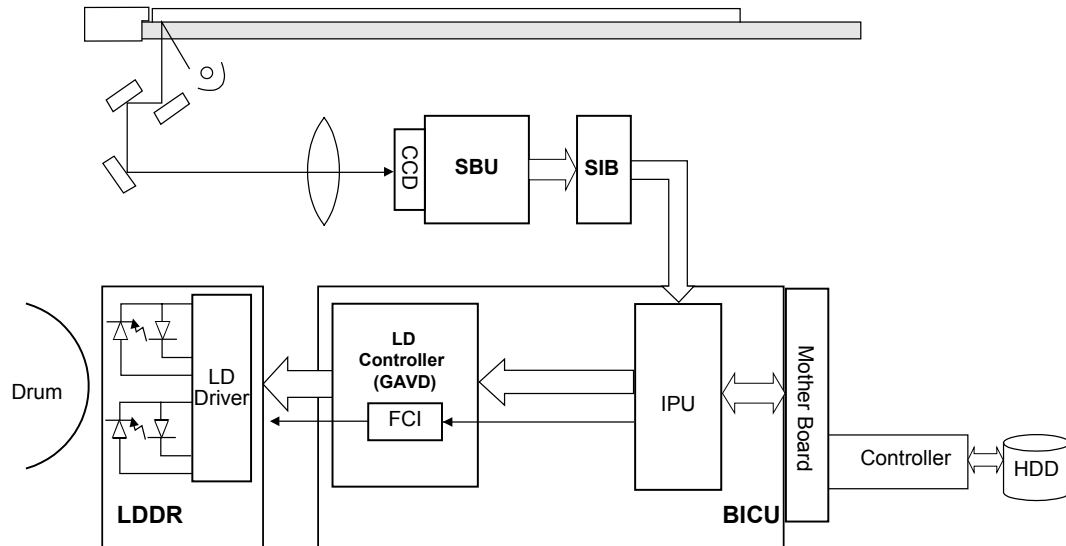 CCD
SBU
SIB
Drum
LD
Driver
LDDR
LD
Controller
(GAVD)
FCI
IPU
BICU
Mother Board
Controller
HDD